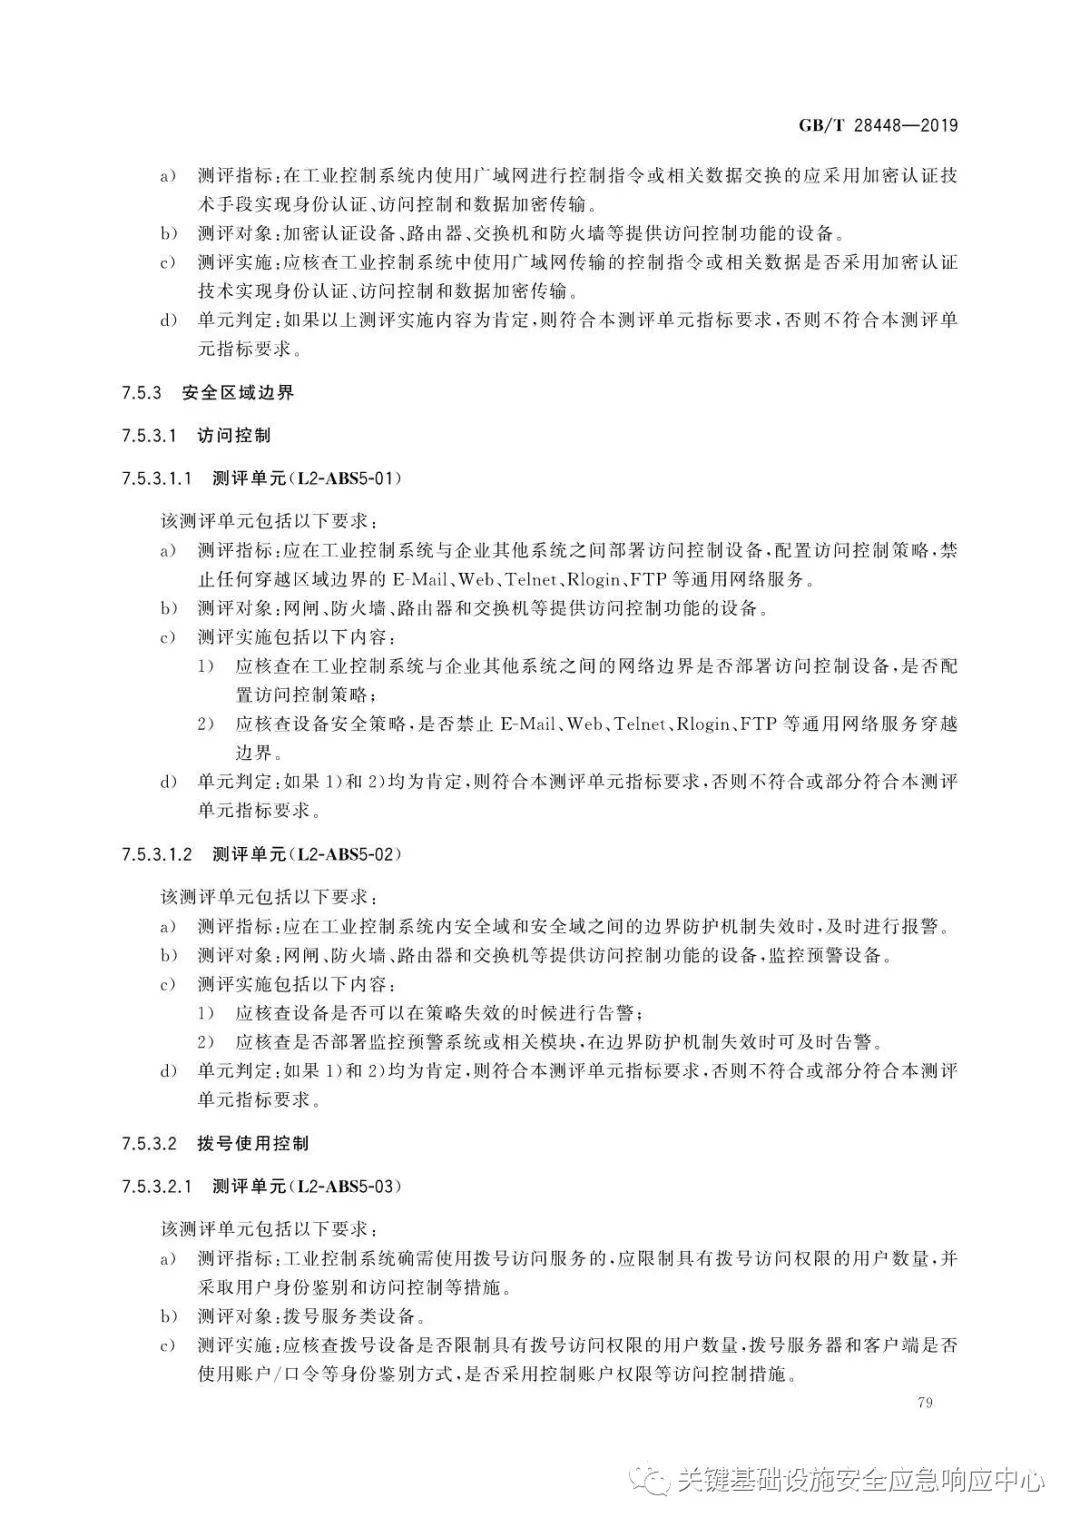 GB/T 28448—2019
a） 测评指标:在工业控制系统内使用广域网进行控制指令或相关数据交换的应采用加密认证技
术手段实现身份认证、访问控制和数据加密传输。
b） 测评对象:加密认证设备、路由器、交换机和防火墙等提供访问控制功能的设备。
c） 测评实施:应核查工业控制系统中使用广域网传输的控制指令或相关数据是否采用加密认证
技术实现身份认证、访问控制和数据加密传输。
d） 单元判定:如果以上测评实施内容为肯定,则符合本测评单元指标要求,否则不符合本测评单
元指标要求。
7.5.3 安全区域边界
7.5.3.1 访问控制
7.5.3.1.1 测评单元（L2-ABS5-01）
该测评单元包括以下要求:
a） 测评指标:应在工业控制系统与企业其他系统之间部署访问控制设备,配置访问控制策略,禁
止任何穿越区域边界的 E-Mail、Web、Telnet、Rlogin、FTP 等通用网络服务。
b） 测评对象:网闸、防火墙、路由器和交换机等提供访问控制功能的设备。
c） 测评实施包括以下内容:
1） 应核查在工业控制系统与企业其他系统之间的网络边界是否部署访问控制设备,是否配
置访问控制策略;
2） 应核查设备安全策略,是否禁止 E-Mail、Web、Telnet、Rlogin、FTP 等通用网络服务穿越
边界。
d） 单元判定:如果 1)和 2)均为肯定,则符合本测评单元指标要求,否则不符合或部分符合本测评
单元指标要求。
7.5.3.1.2 测评单元（L2-ABS5-02）
该测评单元包括以下要求:
a） 测评指标:应在工业控制系统内安全域和安全域之间的边界防护机制失效时,及时进行报警。
b） 测评对象:网闸、防火墙、路由器和交换机等提供访问控制功能的设备,监控预警设备。
c） 测评实施包括以下内容:
1） 应核查设备是否可以在策略失效的时候进行告警;
2） 应核查是否部署监控预警系统或相关模块,在边界防护机制失效时可及时告警。
d） 单元判定:如果 1)和 2)均为肯定,则符合本测评单元指标要求,否则不符合或部分符合本测评
单元指标要求。
7.5.3.2 拨号使用控制
7.5.3.2.1 测评单元（L2-ABS5-03）
该测评单元包括以下要求:
a） 测评指标:工业控制系统确需使用拨号访问服务的,应限制具有拨号访问权限的用户数量,并
采取用户身份鉴别和访问控制等措施。
b） 测评对象:拨号服务类设备。
c） 测评实施:应核查拨号设备是否限制具有拨号访问权限的用户数量,拨号服务器和客户端是否
使用账户/口令等身份鉴别方式,是否采用控制账户权限等访问控制措施。
79
关键基础设施安全应急响应中心